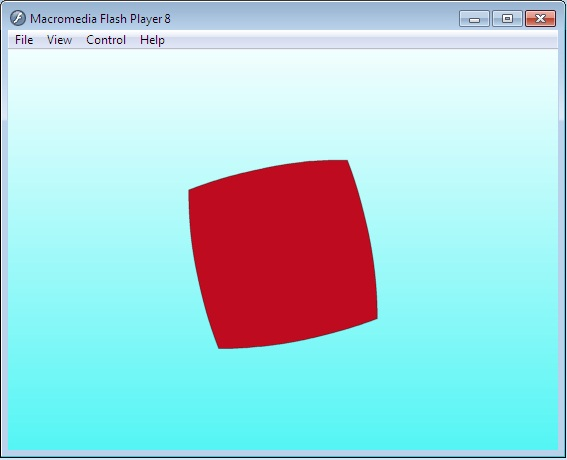 Macromedia Flash Player 8
File View Control Help